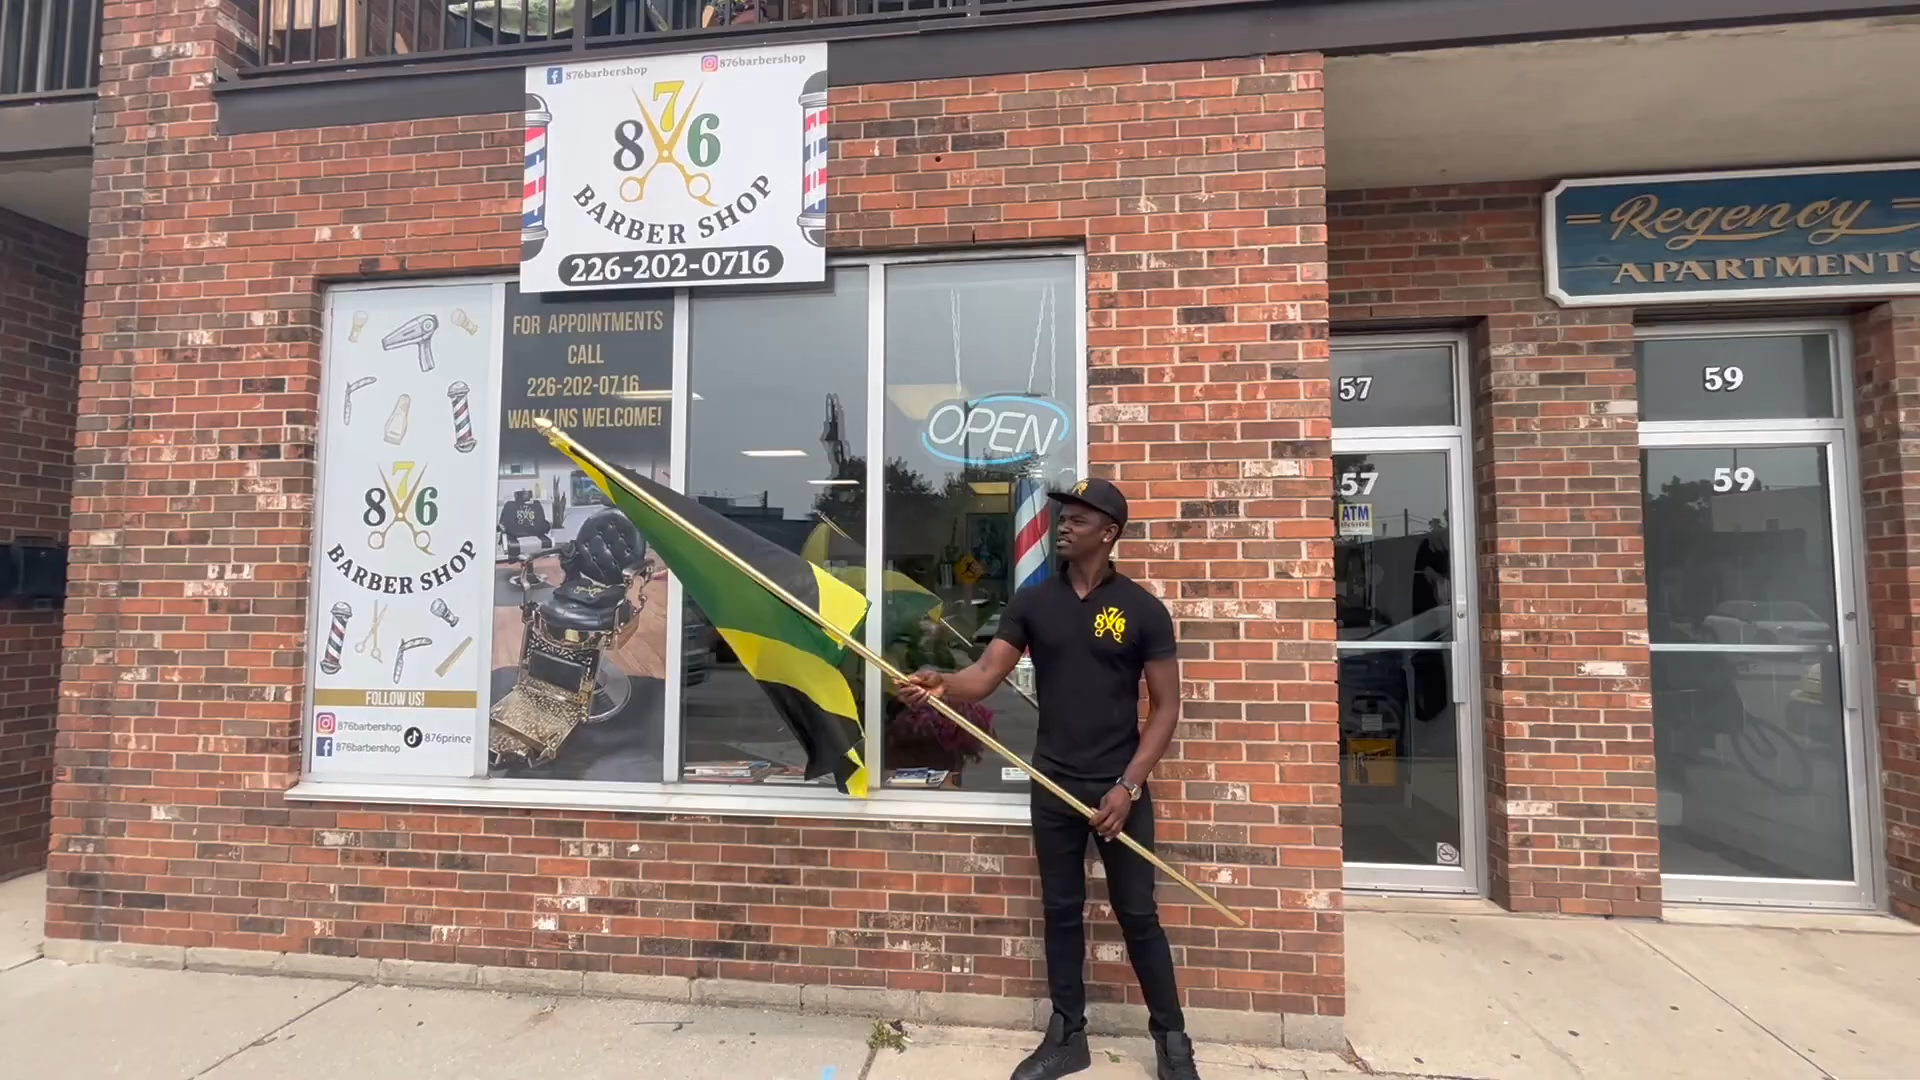 876barbershop
876barbershop
876
BARBER SHOP
226-202-0716
FOR APPOINTMENTS
CALL
226-202-0716
WALK INS WELCOME!
876
BARBER SHOP
FOLLOW US!
876barbershop
876prince
876barbershop
OPEN
876
Regency
APARTMENTS
57
57
ATM
INSIDE
59
59